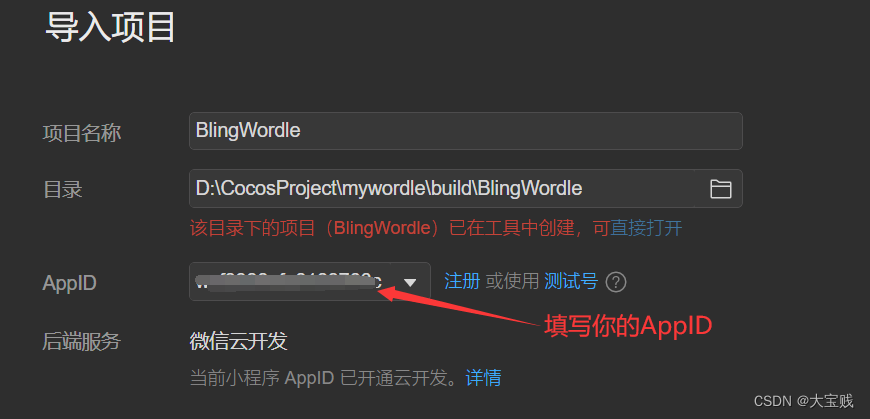 导入项目
项目名称 BlingWordle
目录 D:\CocosProject\mywordle\build\BlingWordle
该目录下的项目（BlingWordle）已在工具中创建，可直接打开
AppID 注册 或使用 测试号 ?
填写你的AppID
后端服务 微信云开发
当前小程序 AppID 已开通云开发。详情
CSDN @大宝贱